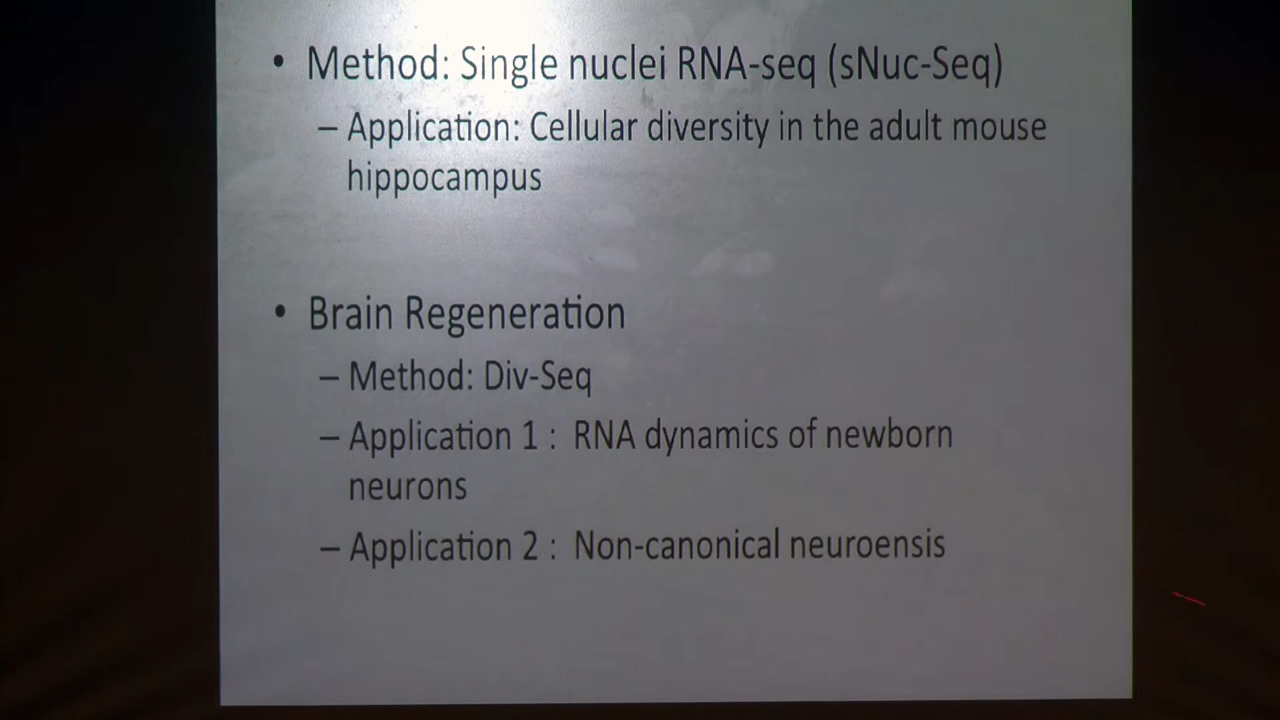 • Method: Single nuclei RNA-seq (sNuc-Seq)
– Application: Cellular diversity in the adult mouse
hippocampus
• Brain Regeneration
– Method: Div-Seq
– Application 1 : RNA dynamics of newborn
neurons
– Application 2 : Non-canonical neuroensis